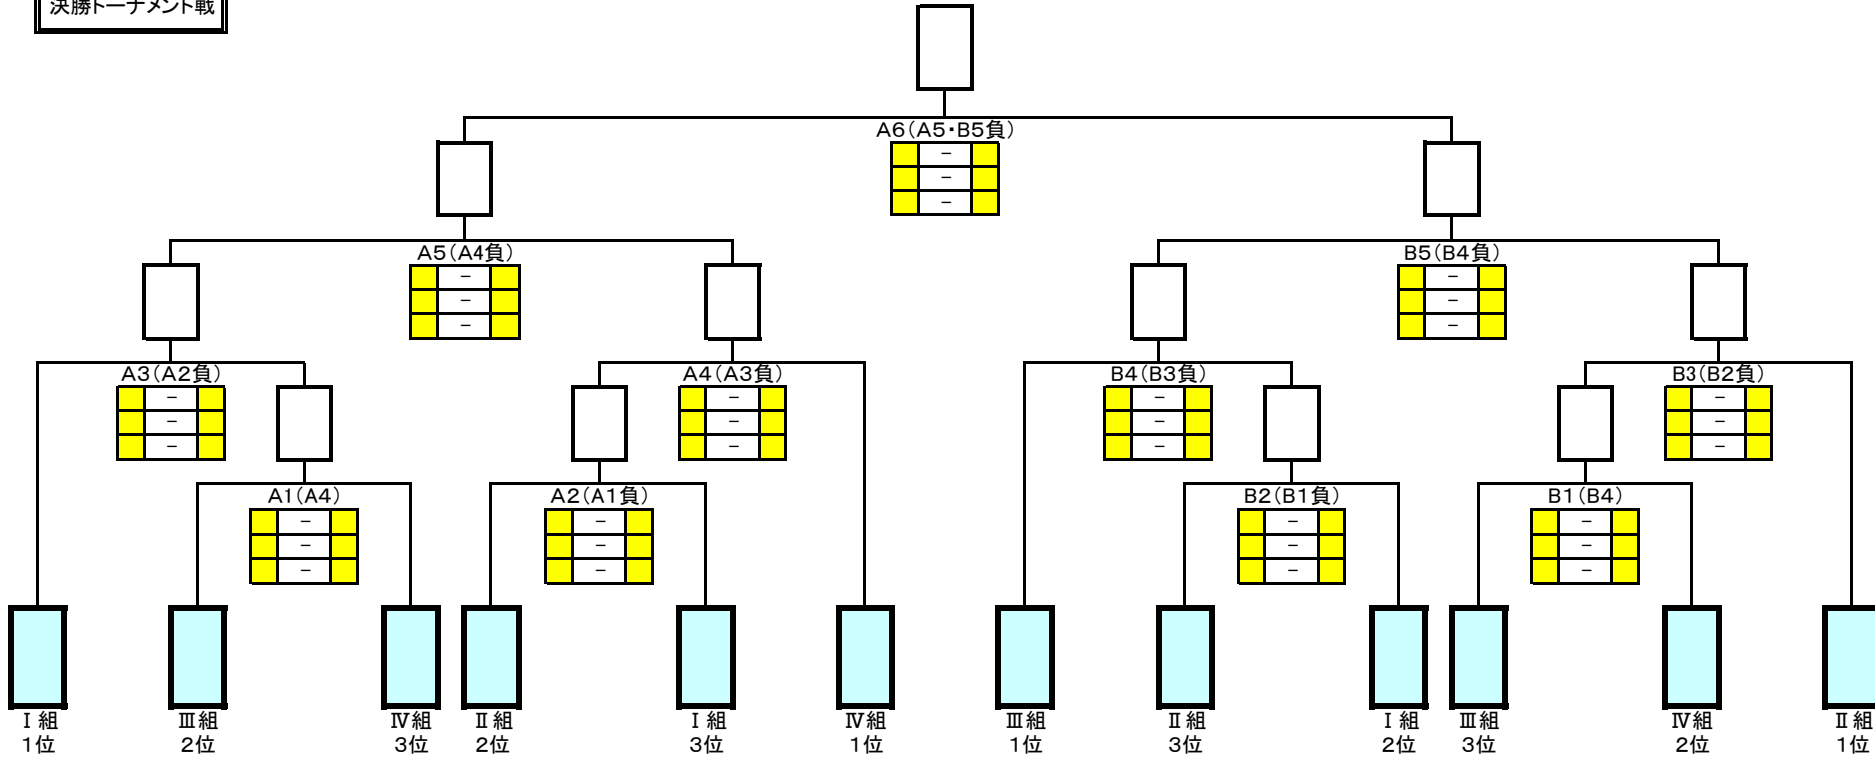 決勝トーナメント戦
A6(A5・B5負)
-
-
-
A5(A4負)
-
-
-
B5(B4負)
-
-
-
A3(A2負)
-
-
-
A4(A3負)
-
-
-
B4(B3負)
-
-
-
B3(B2負)
-
-
-
A1(A4)
-
-
-
A2(A1負)
-
-
-
B2(B1負)
-
-
-
B1(B4)
-
-
-
Ⅰ組
1位
Ⅲ組
2位
Ⅳ組
3位
Ⅱ組
2位
Ⅰ組
3位
Ⅳ組
1位
Ⅲ組
1位
Ⅱ組
3位
Ⅰ組
2位
Ⅲ組
3位
Ⅳ組
2位
Ⅱ組
1位